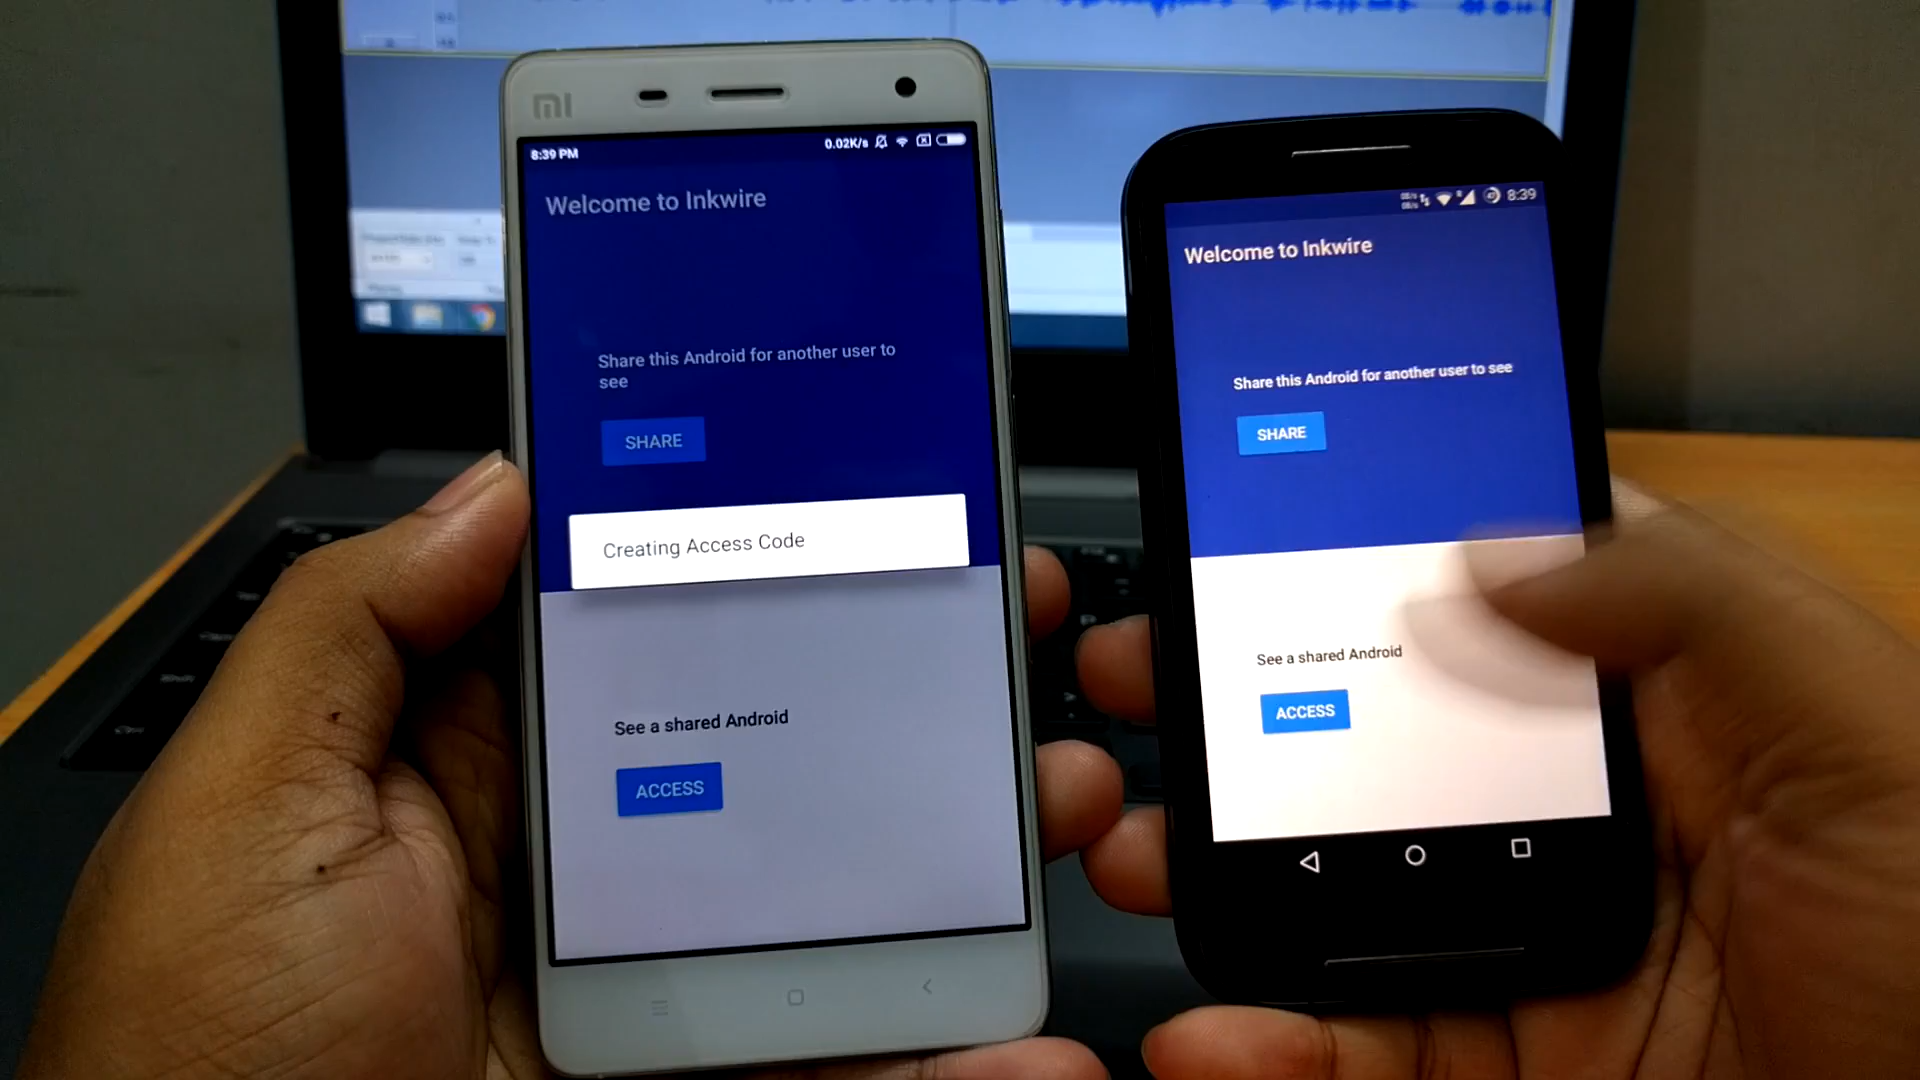 mi
8:39 PM
0.02K/s
Welcome to Inkwire
Share this Android for another user to
see
SHARE
Creating Access Code
See a shared Android
ACCESS
8:39
Welcome to Inkwire
Share this Android for another user to see
SHARE
See a shared Android
ACCESS